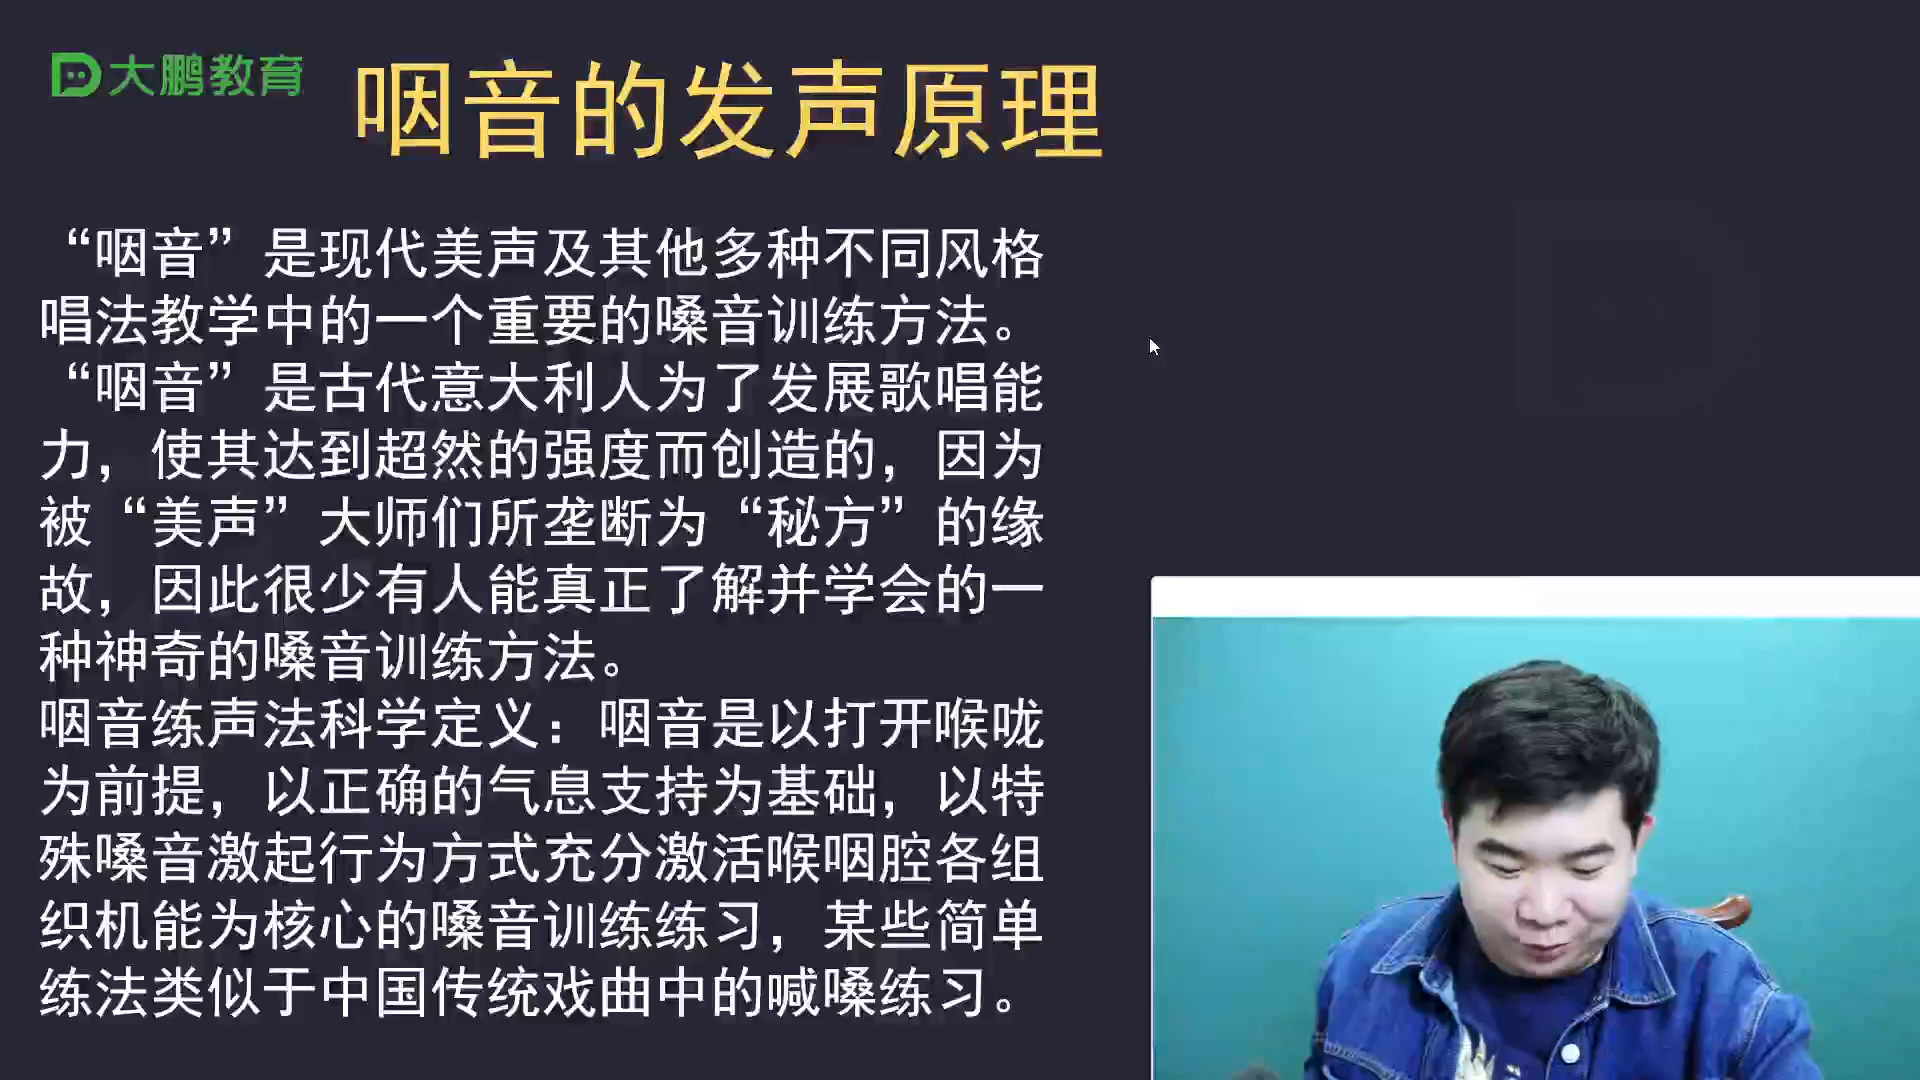 大鹏教育
咽音的发声原理
“咽音”是现代美声及其他多种不同风格
唱法教学中的一个重要的嗓音训练方法。
“咽音”是古代意大利人为了发展歌唱能
力，使其达到超然的强度而创造的，因为
被“美声”大师们所垄断为“秘方”的缘
故，因此很少有人能真正了解并学会的一
种神奇的嗓音训练方法。
咽音练声法科学定义：咽音是以打开喉咙
为前提，以正确的气息支持为基础，以特
殊嗓音激起行为方式充分激活喉咽腔各组
织机能为核心的嗓音训练练习，某些简单
练法类似于中国传统戏曲中的喊嗓练习。